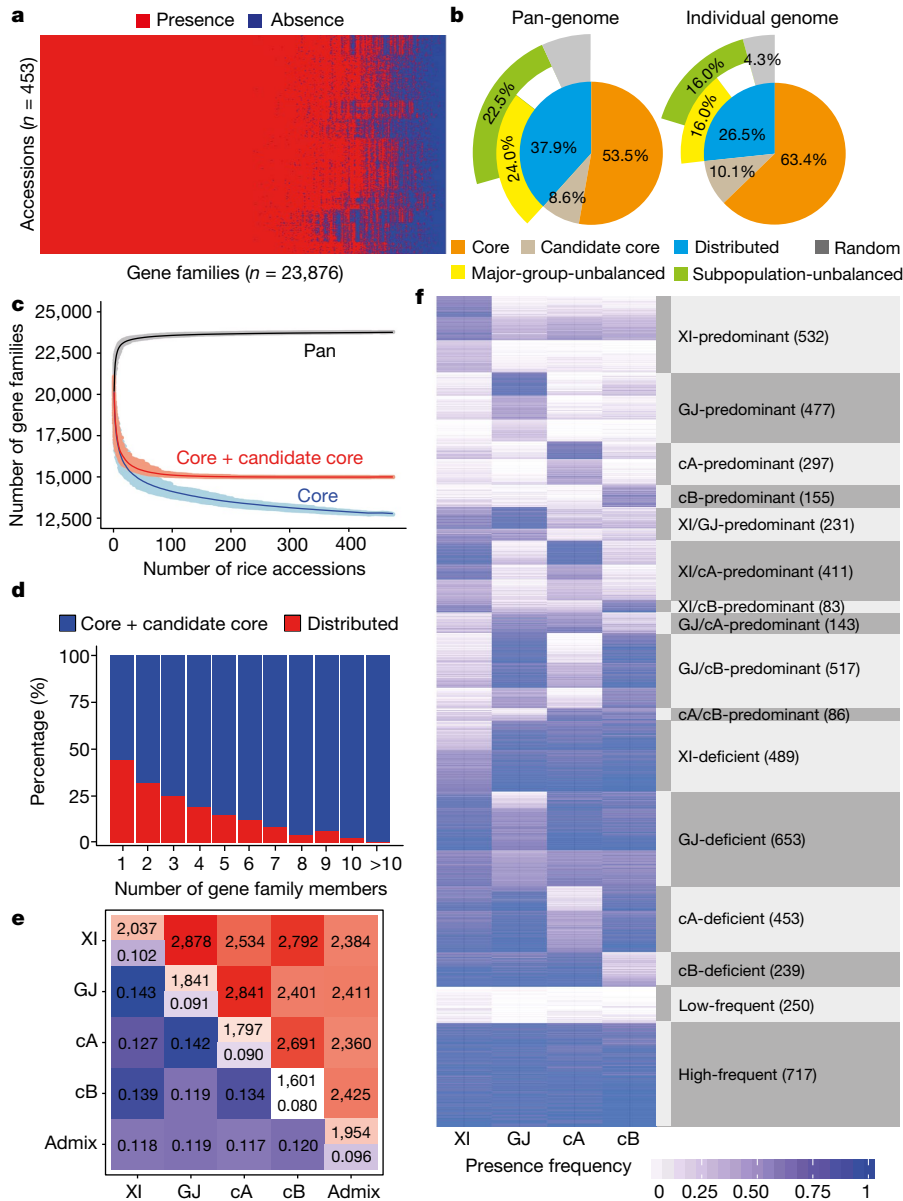 a
Presence Absence
Accessions (n = 453)
Gene families (n = 23,876)
b
Pan-genome Individual genome
22.5%
24.0%
37.9%
53.5%
8.6%
16.0%
4.3%
16.0%
26.5%
63.4%
10.1%
Core Candidate core Distributed Random
Major-group-unbalanced Subpopulation-unbalanced
c
Number of gene families
25,000
22,500
20,000
17,500
15,000
12,500
Pan
Core + candidate core
Core
0 100 200 300 400
Number of rice accessions
d
Core + candidate core Distributed
Percentage (%)
100
75
50
25
0
1 2 3 4 5 6 7 8 9 10 >10
Number of gene family members
e
XI 2,037 0.102 2,878 2,534 2,792 2,384
GJ 0.143 1,841 0.091 2,841 2,401 2,411
cA 0.127 0.142 1,797 0.090 2,691 2,360
cB 0.139 0.119 0.134 1,601 0.080 2,425
Admix 0.118 0.119 0.117 0.120 1,954 0.096
XI GJ cA cB Admix
f
XI-predominant (532)
GJ-predominant (477)
cA-predominant (297)
cB-predominant (155)
XI/GJ-predominant (231)
XI/cA-predominant (411)
XI/cB-predominant (83)
GJ/cA-predominant (143)
GJ/cB-predominant (517)
cA/cB-predominant (86)
XI-deficient (489)
GJ-deficient (653)
cA-deficient (453)
cB-deficient (239)
Low-frequent (250)
High-frequent (717)
XI GJ cA cB
Presence frequency
0 0.25 0.50 0.75 1